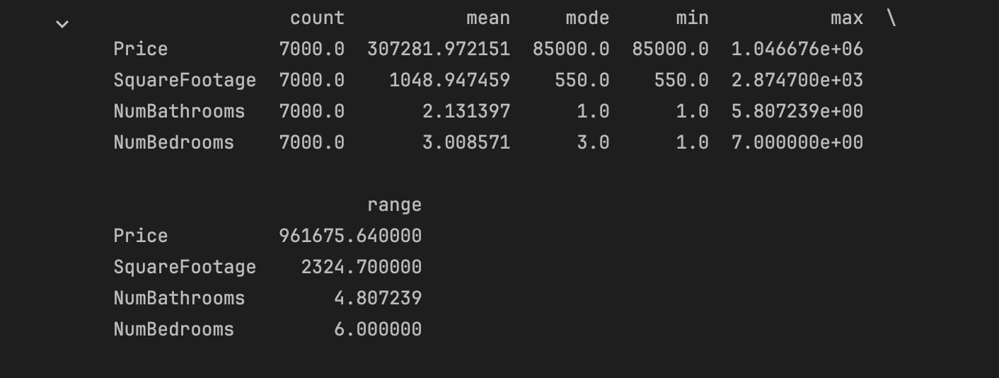 count mean mode min max \
Price 7000.0 307281.972151 85000.0 85000.0 1.046676e+06
SquareFootage 7000.0 1048.947459 550.0 550.0 2.874700e+03
NumBathrooms 7000.0 2.131397 1.0 1.0 5.807239e+00
NumBedrooms 7000.0 3.008571 3.0 1.0 7.000000e+00
range
Price 961675.640000
SquareFootage 2324.700000
NumBathrooms 4.807239
NumBedrooms 6.000000